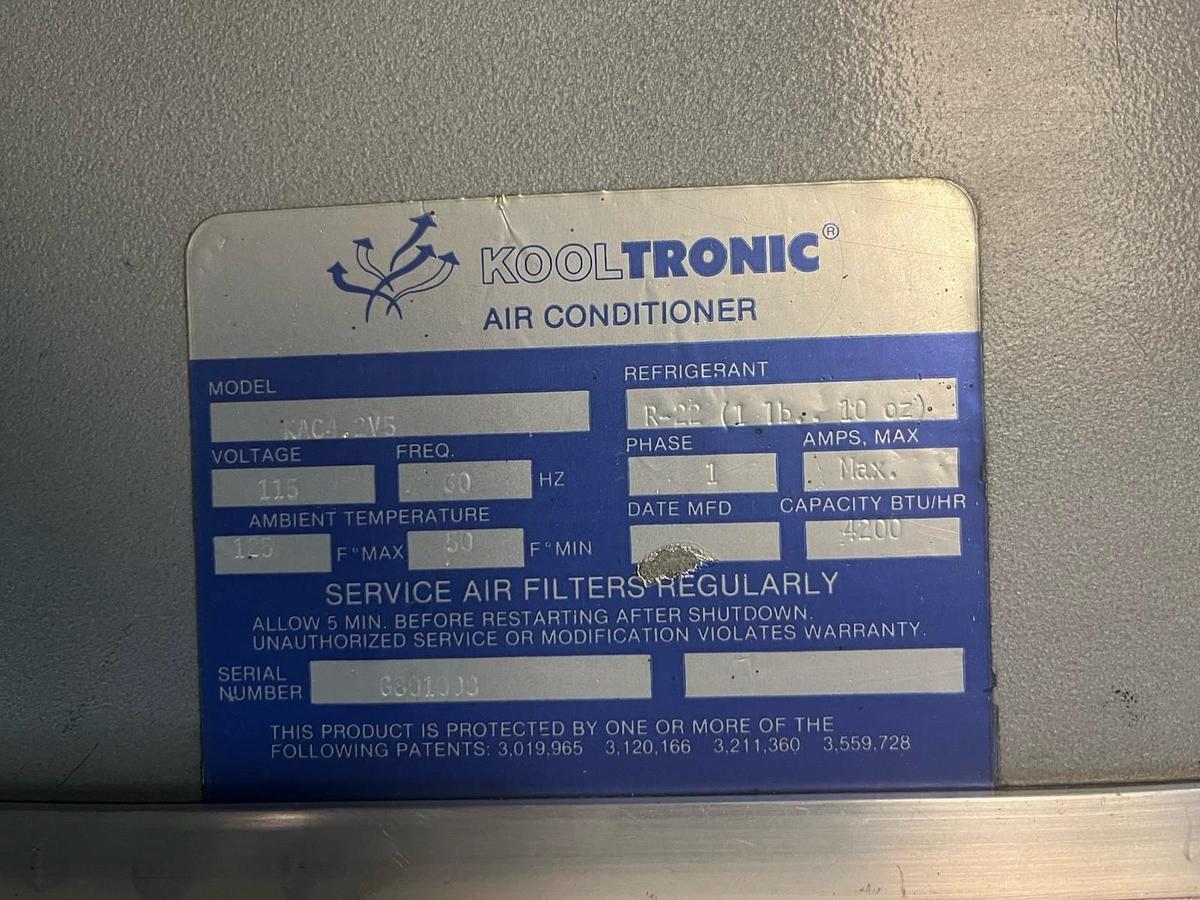 KOOLTRONIC®
AIR CONDITIONER
MODEL
KAC4.2V5
REFRIGERANT
R-22 (1 lb., 10 oz).
VOLTAGE
115
FREQ.
60 HZ
PHASE
1
AMPS, MAX
Max.
AMBIENT TEMPERATURE
125 F°MAX 50 F°MIN
DATE MFD
CAPACITY BTU/HR
4200
SERVICE AIR FILTERS REGULARLY
ALLOW 5 MIN. BEFORE RESTARTING AFTER SHUTDOWN.
UNAUTHORIZED SERVICE OR MODIFICATION VIOLATES WARRANTY.
SERIAL
NUMBER
THIS PRODUCT IS PROTECTED BY ONE OR MORE OF THE
FOLLOWING PATENTS: 3,019,965 3,120,166 3,211,360 3,559,728